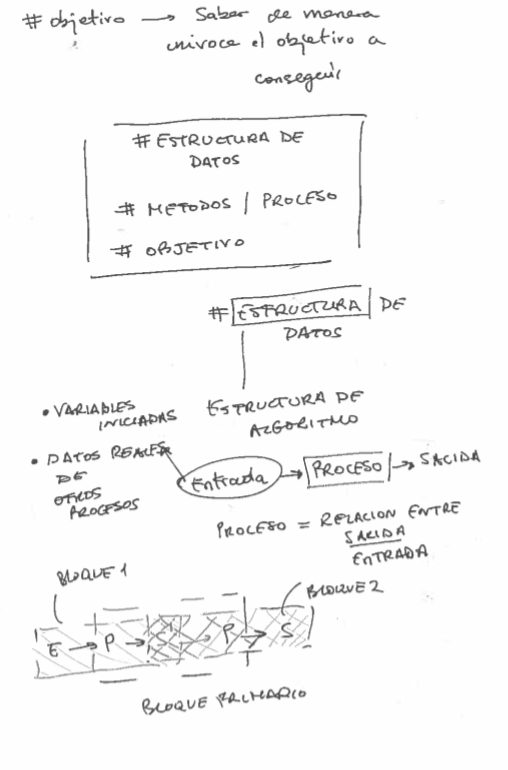 # objetivo → Saber de manera
univoca el objetivo a
conseguir
# ESTRUCTURA DE
DATOS
# METODOS / PROCESO
# OBJETIVO
# ESTRUCTURA DE
DATOS
• VARIABLES
INICIADAS
ESTRUCTURA DE
ALGORITMO
• DATOS REALES
DE
OTROS
PROCESOS
Entrada → PROCESO → SALIDA
PROCESO = RELACION ENTRE
SALIDA
ENTRADA
BLOQUE 1
BLOQUE 2
E → P → S → P → S
BLOQUE PRIMARIO